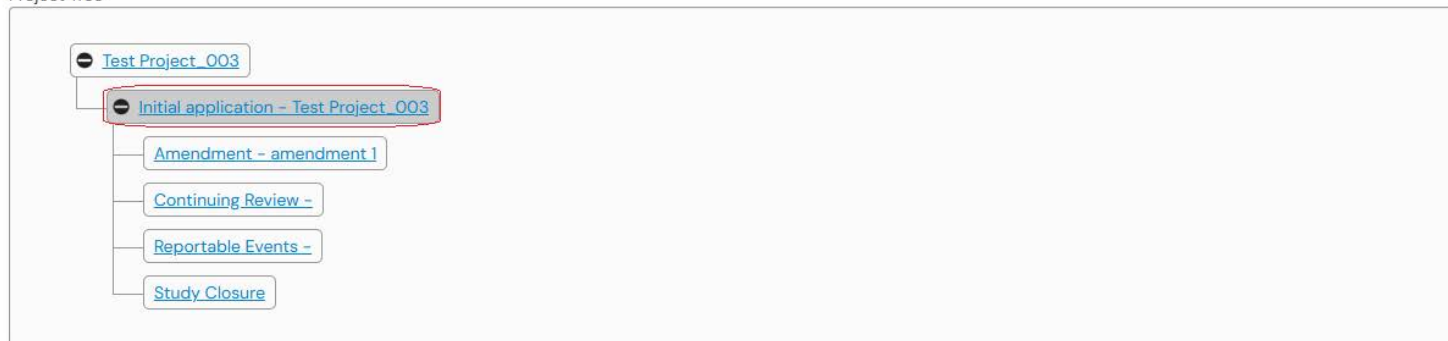 Test Project_003
Initial application - Test Project_003
Amendment - amendment 1
Continuing Review -
Reportable Events -
Study Closure